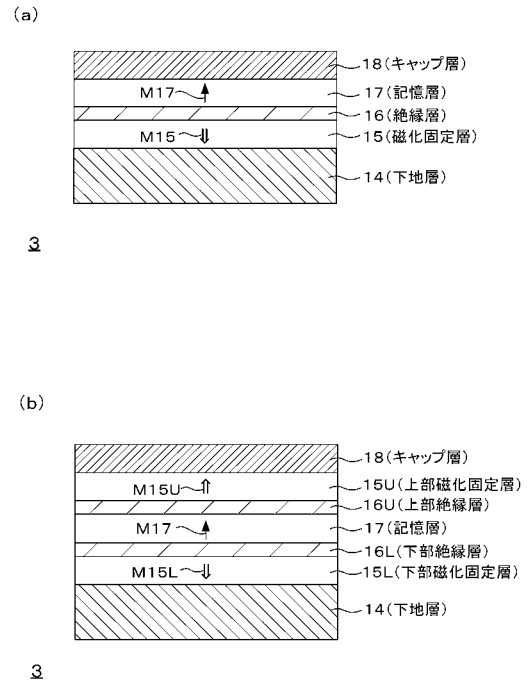 (a)
18(キャップ層)
M17
17(記憶層)
16(絶縁層)
M15
15(磁化固定層)
14(下地層)
3
(b)
18(キャップ層)
M15U
15U(上部磁化固定層)
16U(上部絶縁層)
M17
17(記憶層)
16L(下部絶縁層)
M15L
15L(下部磁化固定層)
14(下地層)
3